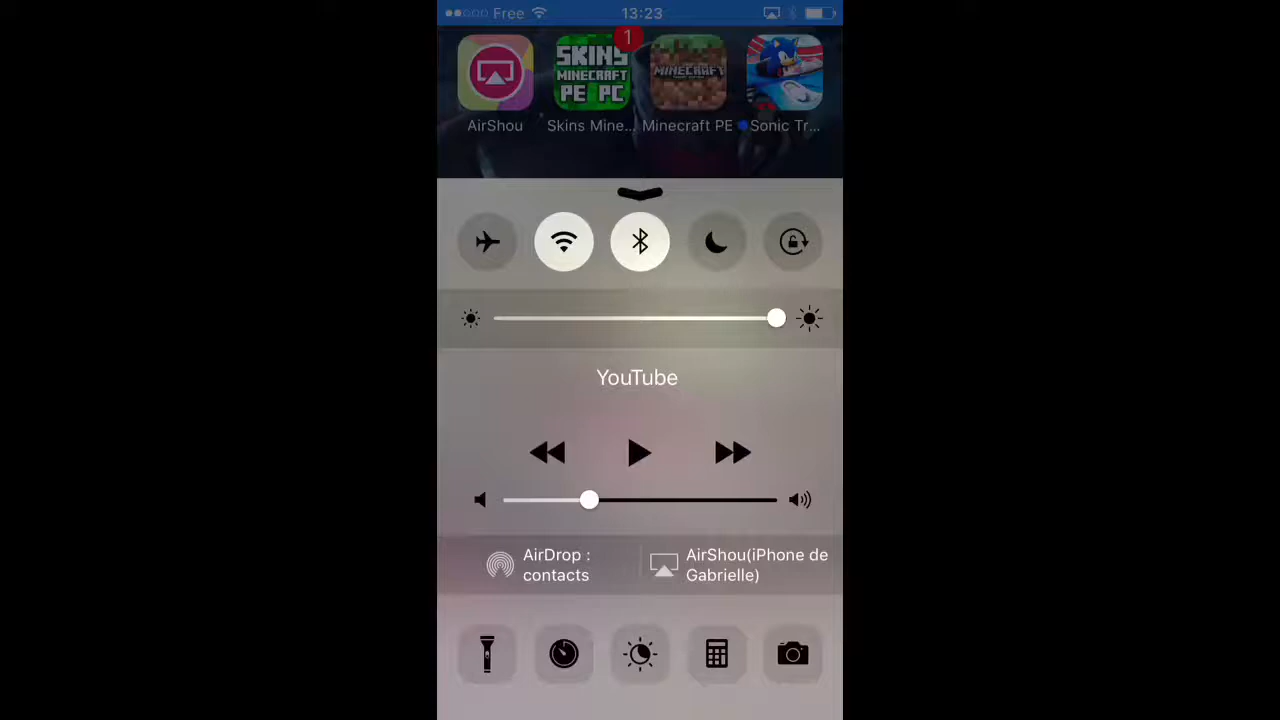 Free 13:23
1
SKINS
MINECRAFT
PE PC
MINECRAFT
AirShou Skins Mine... Minecraft PE Sonic Tr...
YouTube
AirDrop :
contacts
AirShou(iPhone de
Gabrielle)